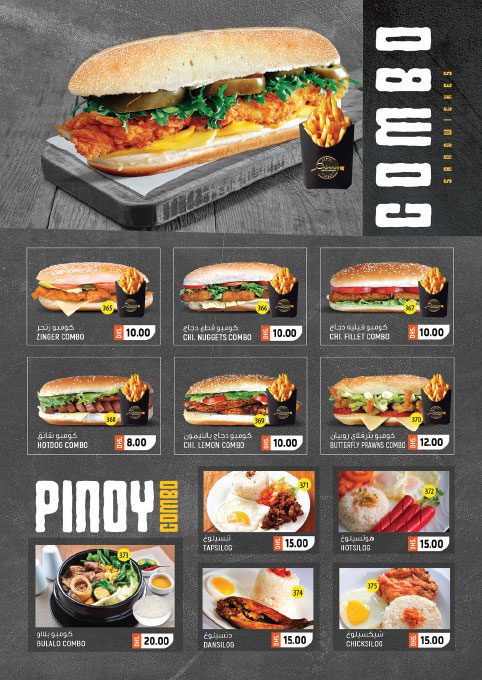 COMBO
SANDWICHES
365
كومبو زنجر
ZINGER COMBO
DHS. 10.00
366
كومبو قطع دجاج
CHI. NUGGETS COMBO
DHS. 10.00
367
كومبو فيليه دجاج
CHI. FILLET COMBO
DHS. 10.00
368
كومبو نقانق
HOTDOG COMBO
DHS. 8.00
369
كومبو دجاج بالليمون
CHI. LEMON COMBO
DHS. 10.00
370
كومبو بترفلاي روبيان
BUTTERFLY PRAWNS COMBO
DHS. 12.00
PINOY
COMBO
371
تبسيلوغ
TAPSILOG
DHS. 15.00
372
هوتسيلوغ
HOTSILOG
DHS. 15.00
373
كومبو بلالو
BULALO COMBO
DHS. 20.00
374
دنسيلوغ
DANSILOG
DHS. 15.00
375
شيكسيلوغ
CHICKSILOG
DHS. 15.00